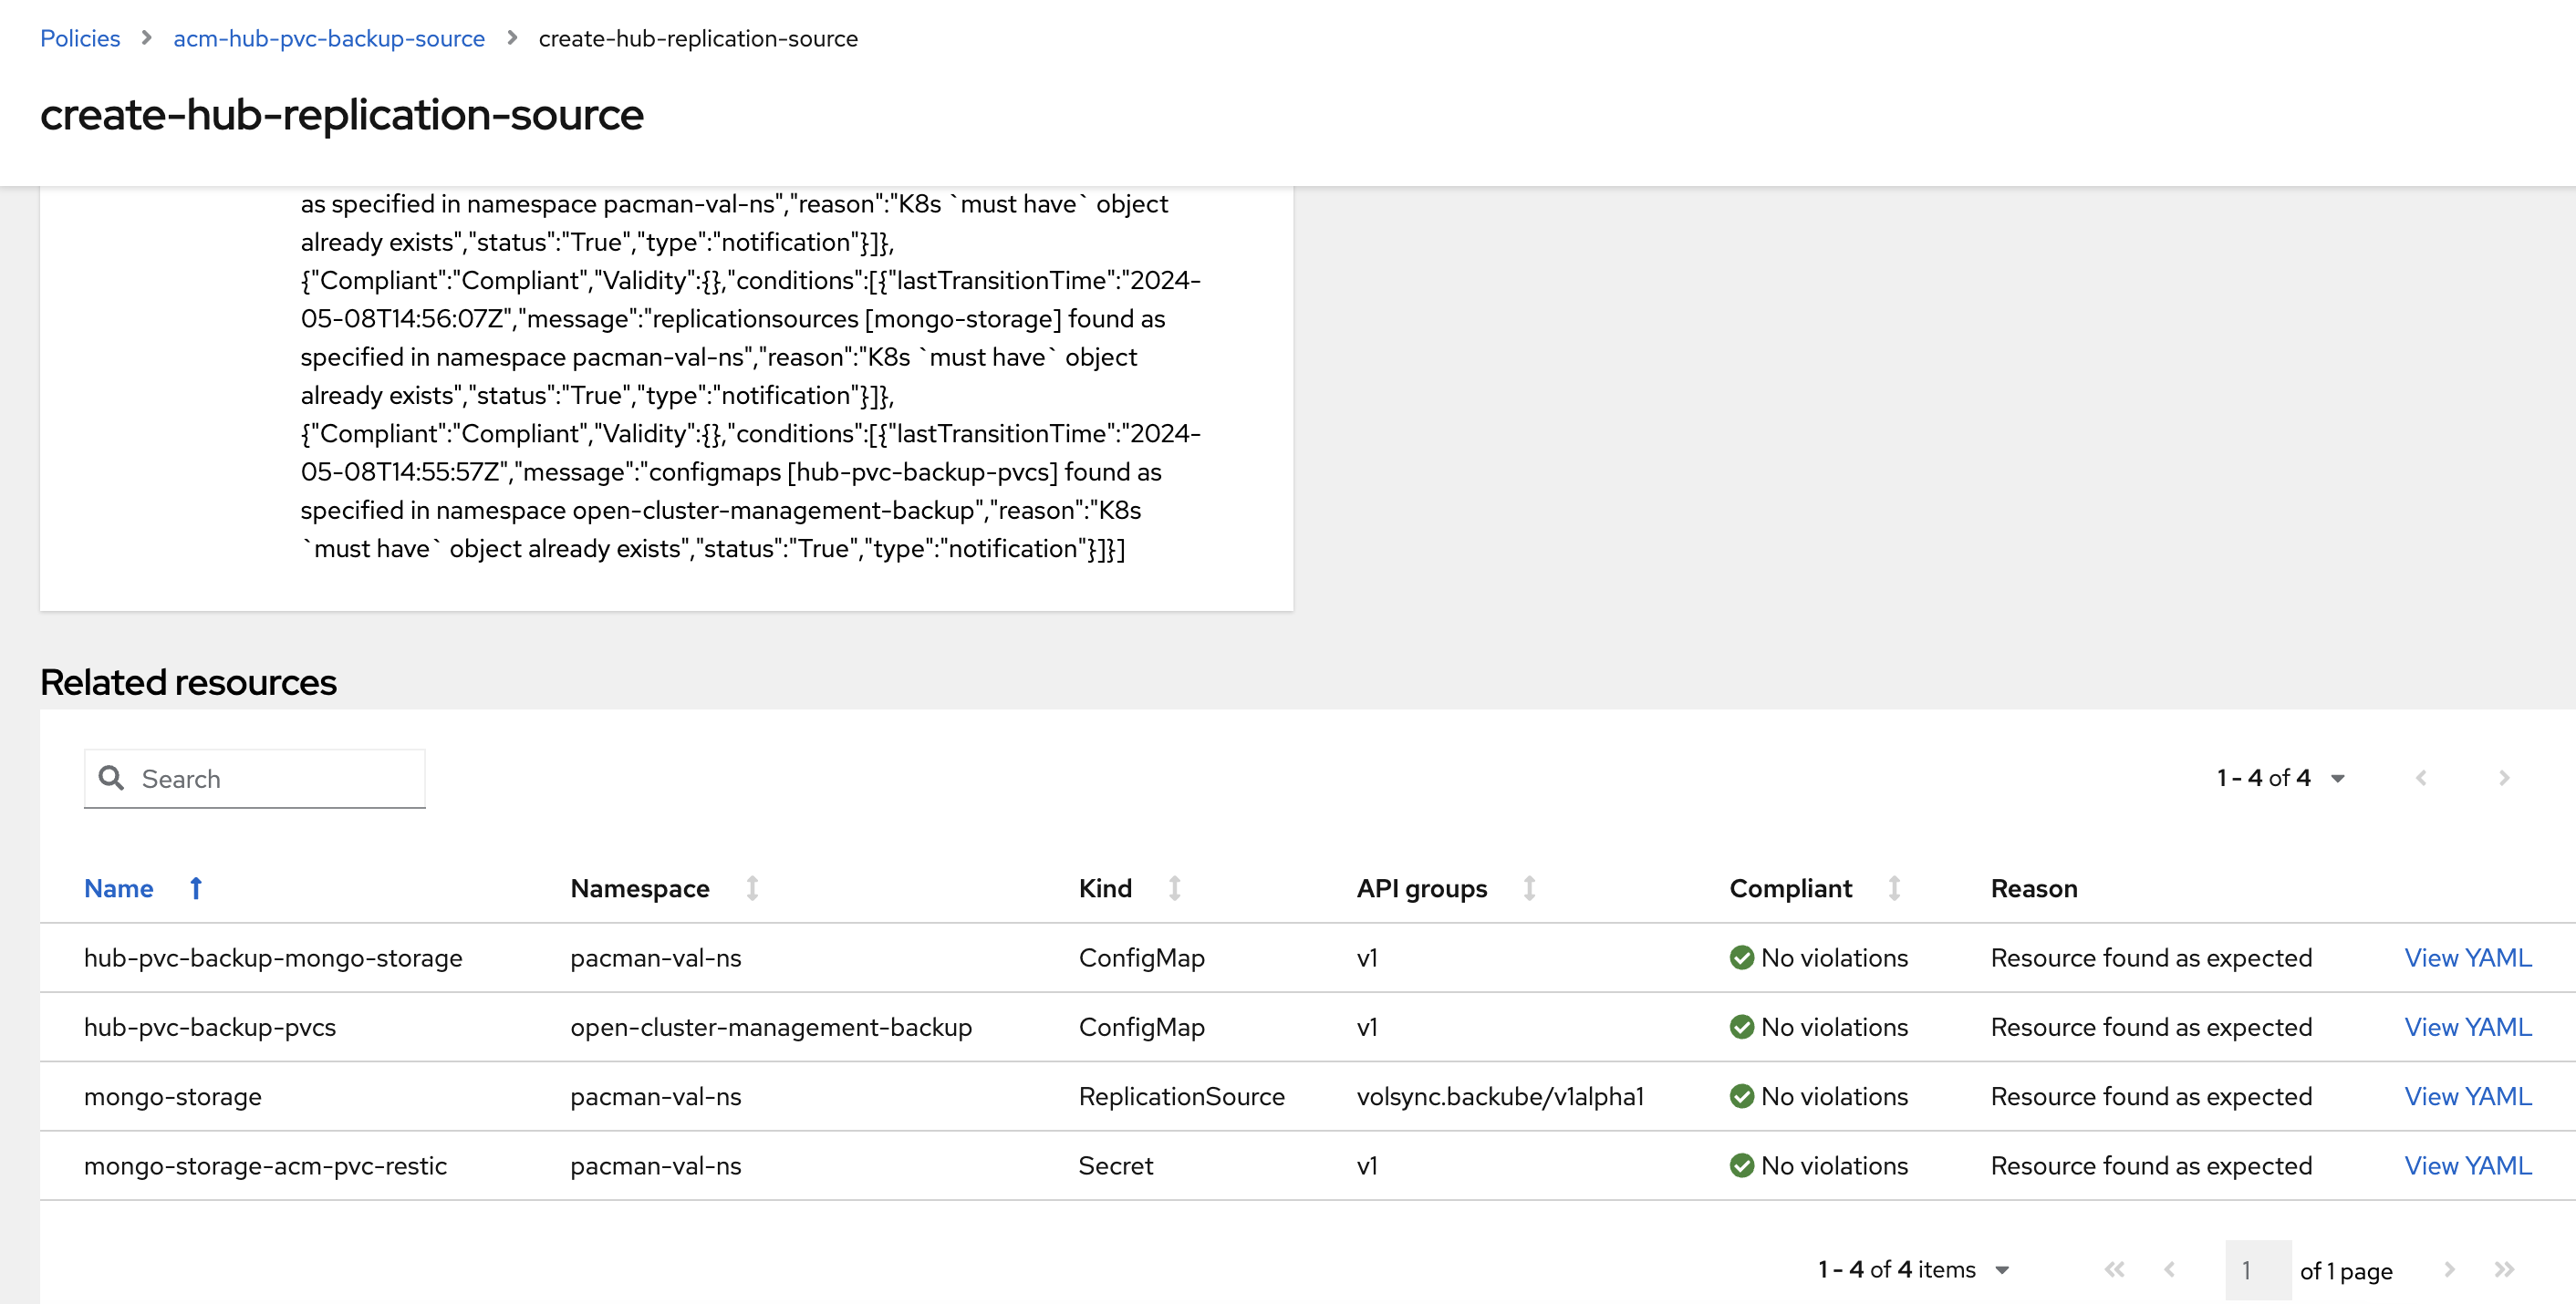 Policies > acm-hub-pvc-backup-source > create-hub-replication-source
create-hub-replication-source
as specified in namespace pacman-val-ns","reason":"K8s `must have` object
already exists","status":"True","type":"notification"}]},
{"Compliant":"Compliant","Validity":{},"conditions":[{"lastTransitionTime":"2024-
05-08T14:56:07Z","message":"replicationsources [mongo-storage] found as
specified in namespace pacman-val-ns","reason":"K8s `must have` object
already exists","status":"True","type":"notification"}]},
{"Compliant":"Compliant","Validity":{},"conditions":[{"lastTransitionTime":"2024-
05-08T14:55:57Z","message":"configmaps [hub-pvc-backup-pvcs] found as
specified in namespace open-cluster-management-backup","reason":"K8s
`must have` object already exists","status":"True","type":"notification"}]}]
Related resources
Search
1 - 4 of 4
Name Namespace Kind API groups Compliant Reason
hub-pvc-backup-mongo-storage pacman-val-ns ConfigMap v1 No violations Resource found as expected View YAML
hub-pvc-backup-pvcs open-cluster-management-backup ConfigMap v1 No violations Resource found as expected View YAML
mongo-storage pacman-val-ns ReplicationSource volsync.backube/v1alpha1 No violations Resource found as expected View YAML
mongo-storage-acm-pvc-restic pacman-val-ns Secret v1 No violations Resource found as expected View YAML
1 - 4 of 4 items 1 of 1 page